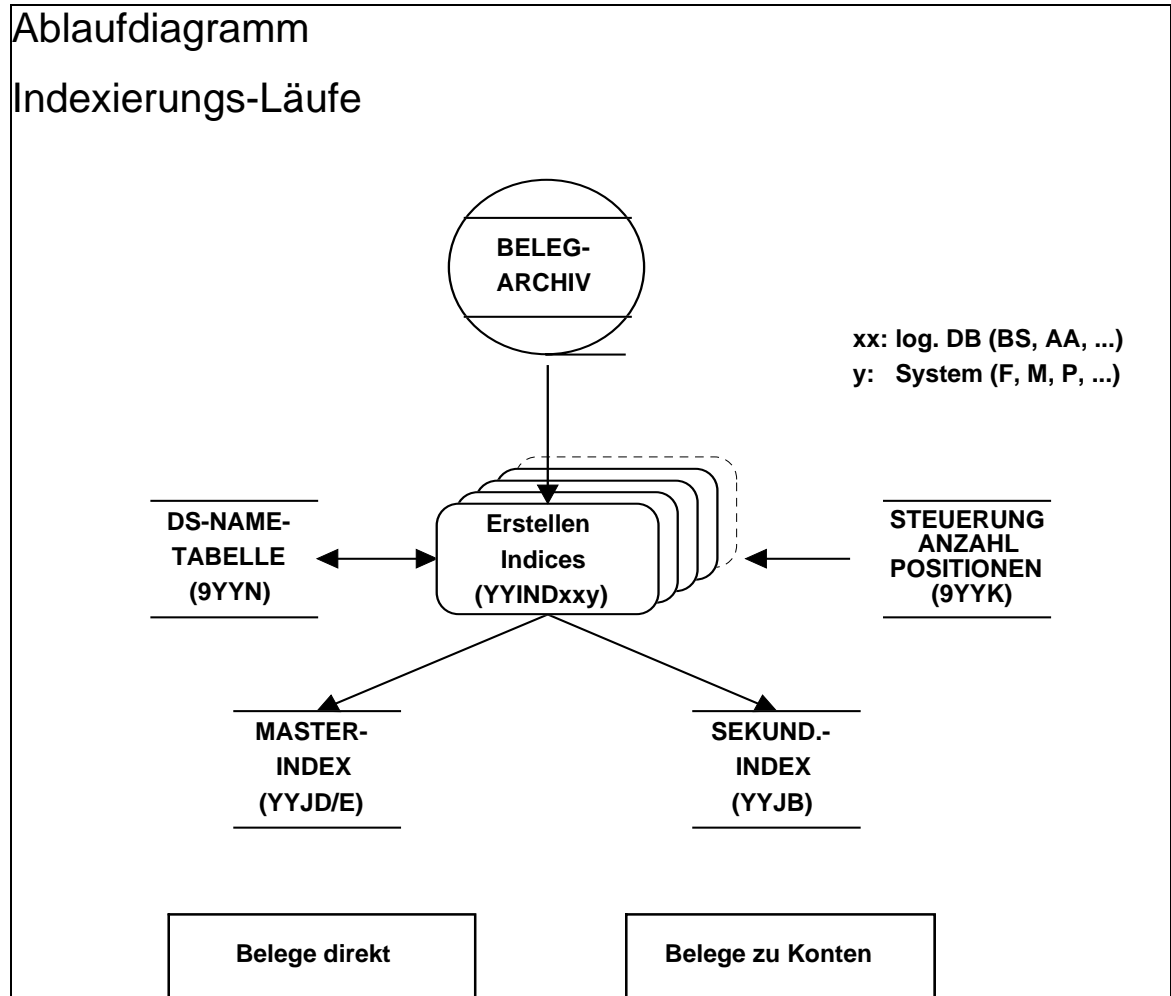 Ablaufdiagramm
Indexierungs-Läufe
BELEG-
ARCHIV
xx: log. DB (BS, AA, ...)
y: System (F, M, P, ...)
DS-NAME-
TABELLE
(9YYN)
Erstellen
Indices
(YYINDxxy)
STEUERUNG
ANZAHL
POSITIONEN
(9YYK)
MASTER-
INDEX
(YYJD/E)
SEKUND.-
INDEX
(YYJB)
Belege direkt
Belege zu Konten